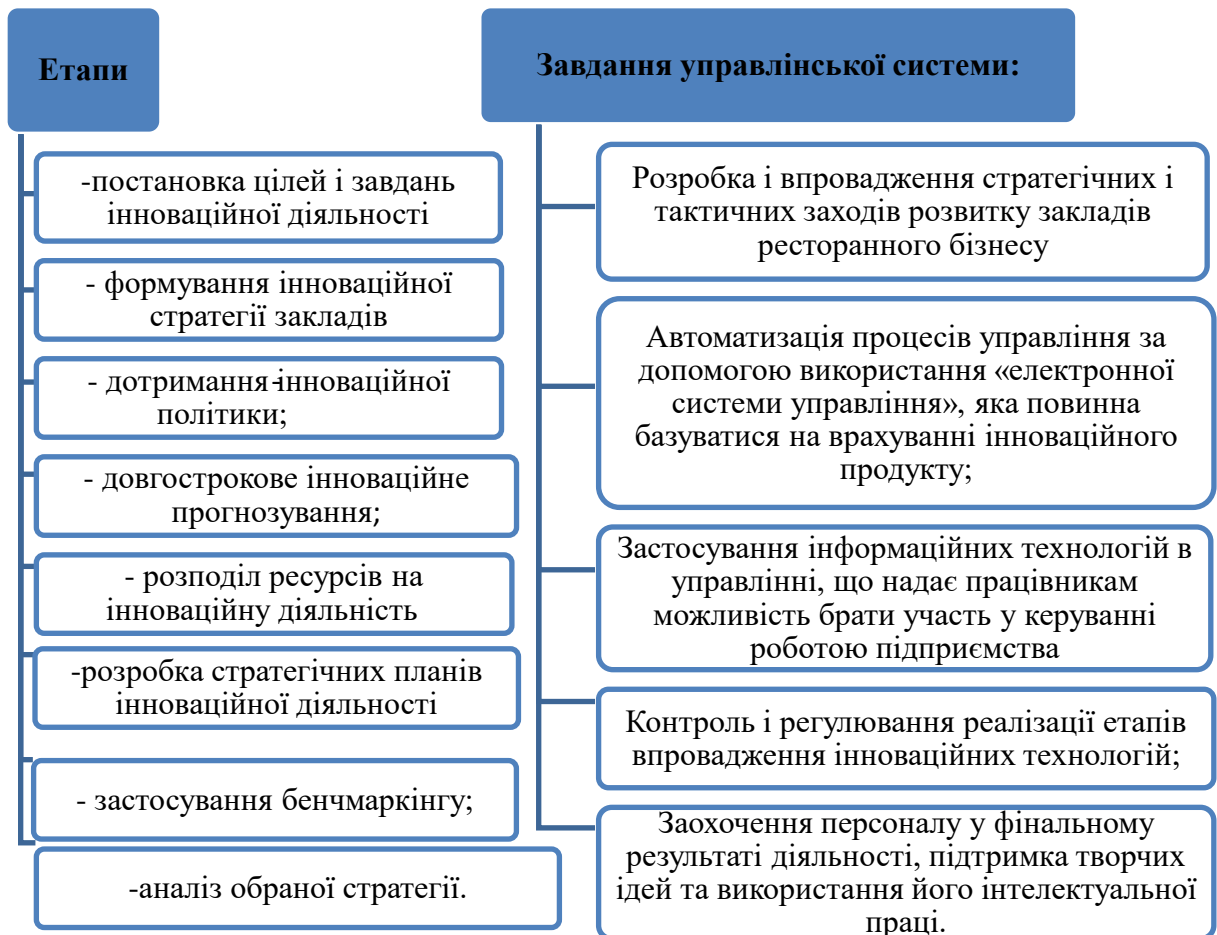 Етапи
-постановка цілей і завдань
інноваційної діяльності
- формування інноваційної
стратегії закладів
- дотримання-інноваційної
політики;
- довгострокове інноваційне
прогнозування;
- розподіл ресурсів на
інноваційну діяльність
-розробка стратегічних планів
інноваційної діяльності
- застосування бенчмаркінгу;
-аналіз обраної стратегії.
Завдання управлінської системи:
Розробка і впровадження стратегічних і
тактичних заходів розвитку закладів
ресторанного бізнесу
Автоматизація процесів управління за
допомогою використання «електронної
системи управління», яка повинна
базуватися на врахуванні інноваційного
продукту;
Застосування інформаційних технологій в
управлінні, що надає працівникам
можливість брати участь у керуванні
роботою підприємства
Контроль і регулювання реалізації етапів
впровадження інноваційних технологій;
Заохочення персоналу у фінальному
результаті діяльності, підтримка творчих
ідей та використання його інтелектуальної
праці.